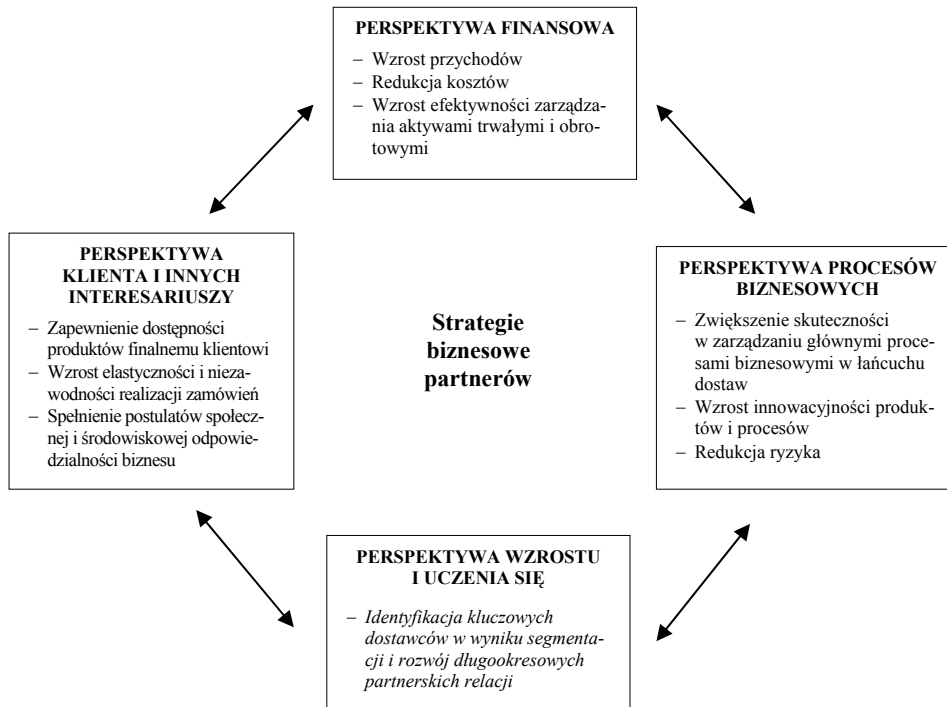 PERSPEKTYWA FINANSOWA
– Wzrost przychodów
– Redukcja kosztów
– Wzrost efektywności zarządza-
nia aktywami trwałymi i obro-
towymi
PERSPEKTYWA
KLIENTA I INNYCH
INTERESARIUSZY
– Zapewnienie dostępności
produktów finalnemu klientowi
– Wzrost elastyczności i nieza-
wodności realizacji zamówień
– Spełnienie postulatów społecz-
nej i środowiskowej odpowie-
dzialności biznesu
Strategie
biznesowe
partnerów
PERSPEKTYWA PROCESÓW
BIZNESOWYCH
– Zwiększenie skuteczności
w zarządzaniu głównymi proce-
sami biznesowymi w łańcuchu
dostaw
– Wzrost innowacyjności produk-
tów i procesów
– Redukcja ryzyka
PERSPEKTYWA WZROSTU
I UCZENIA SIĘ
– Identyfikacja kluczowych
dostawców w wyniku segmenta-
cji i rozwój długookresowych
partnerskich relacji